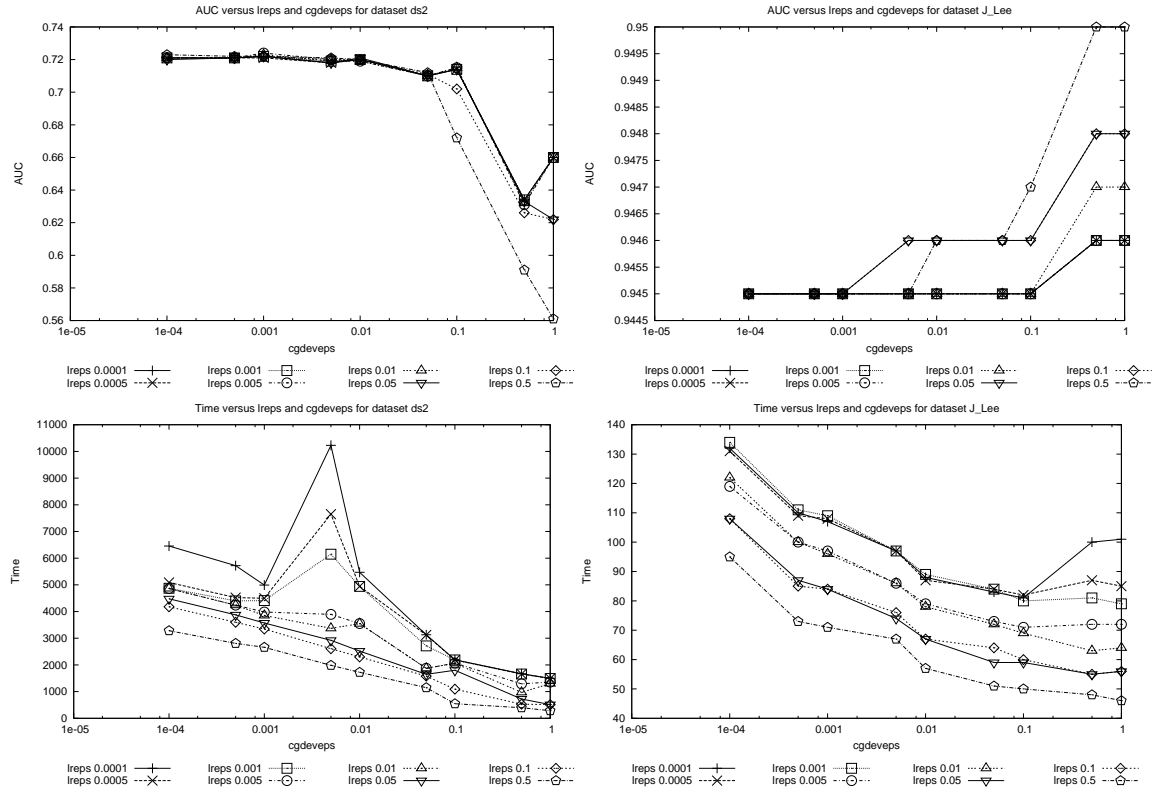 AUC versus lreps and cgdeveps for dataset ds2
0.74
0.72
0.7
0.68
0.66
0.64
0.62
0.6
0.58
0.56
AUC
1e-05 1e-04 0.001 0.01 0.1 1
cgdeveps
lreps 0.0001 lreps 0.001 lreps 0.01 lreps 0.1
lreps 0.0005 lreps 0.005 lreps 0.05 lreps 0.5
AUC versus lreps and cgdeveps for dataset J_Lee
0.95
0.9495
0.949
0.9485
0.948
0.9475
0.947
0.9465
0.946
0.9455
0.945
0.9445
AUC
1e-05 1e-04 0.001 0.01 0.1 1
cgdeveps
lreps 0.0001 lreps 0.001 lreps 0.01 lreps 0.1
lreps 0.0005 lreps 0.005 lreps 0.05 lreps 0.5
Time versus lreps and cgdeveps for dataset ds2
11000
10000
9000
8000
7000
6000
5000
4000
3000
2000
1000
0
Time
1e-05 1e-04 0.001 0.01 0.1 1
cgdeveps
lreps 0.0001 lreps 0.001 lreps 0.01 lreps 0.1
lreps 0.0005 lreps 0.005 lreps 0.05 lreps 0.5
Time versus lreps and cgdeveps for dataset J_Lee
140
130
120
110
100
90
80
70
60
50
40
Time
1e-05 1e-04 0.001 0.01 0.1 1
cgdeveps
lreps 0.0001 lreps 0.001 lreps 0.01 lreps 0.1
lreps 0.0005 lreps 0.005 lreps 0.05 lreps 0.5